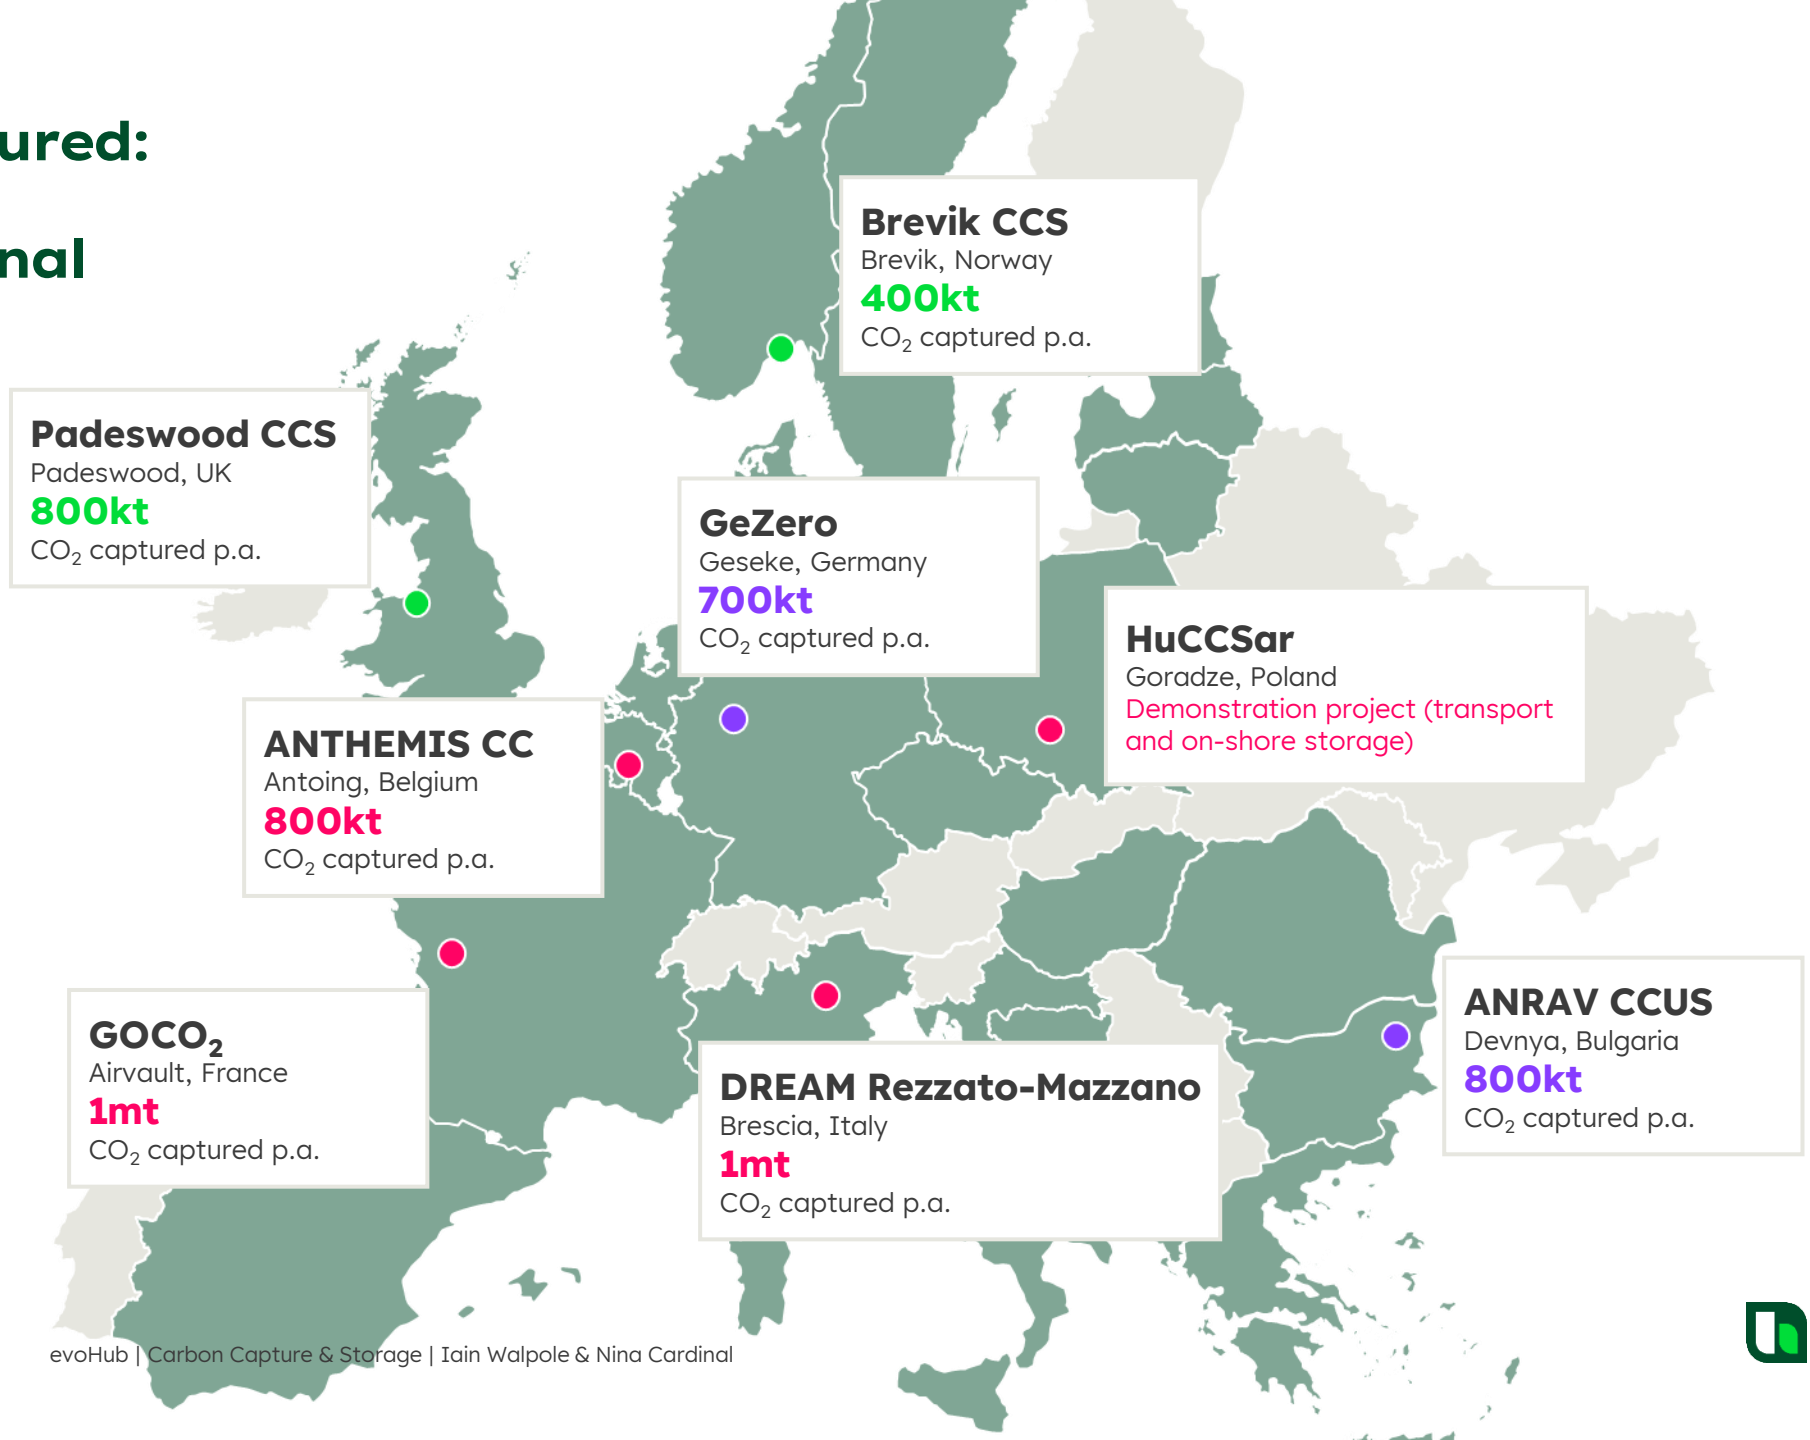 ured:
nal
Brevik CCS
Brevik, Norway
400kt
CO₂ captured p.a.
Padeswood CCS
Padeswood, UK
800kt
CO₂ captured p.a.
GeZero
Geseke, Germany
700kt
CO₂ captured p.a.
HuCCSar
Goradze, Poland
Demonstration project (transport
and on-shore storage)
ANTHEMIS CC
Antoing, Belgium
800kt
CO₂ captured p.a.
GOCO₂
Airvault, France
1mt
CO₂ captured p.a.
DREAM Rezzato-Mazzano
Brescia, Italy
1mt
CO₂ captured p.a.
ANRAV CCUS
Devnya, Bulgaria
800kt
CO₂ captured p.a.
evoHub | Carbon Capture & Storage | Iain Walpole & Nina Cardinal